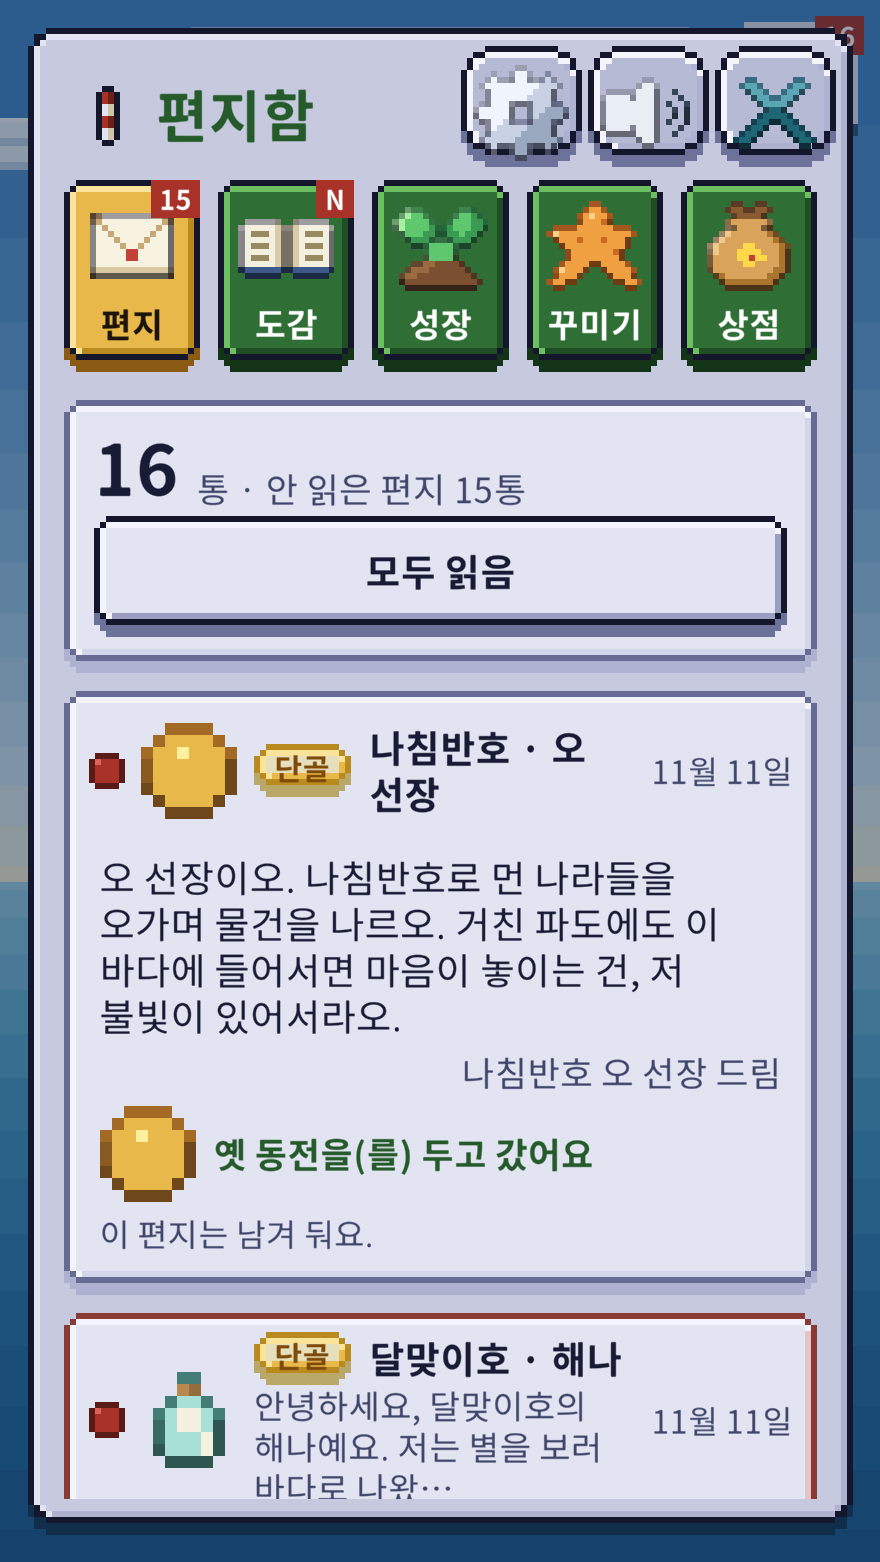 16
편지함
15
N
편지
도감
성장
꾸미기
상점
16 통 · 안 읽은 편지 15통
모두 읽음
단골
나침반호 · 오
선장
11월 11일
오 선장이오. 나침반호로 먼 나라들을
오가며 물건을 나르오. 거친 파도에도 이
바다에 들어서면 마음이 놓이는 건, 저
불빛이 있어서라오.
나침반호 오 선장 드림
옛 동전을(를) 두고 갔어요
이 편지는 남겨 둬요.
단골
달맞이호 · 해나
안녕하세요, 달맞이호의
해나예요. 저는 별을 보러
바다로 나왔…
11월 11일